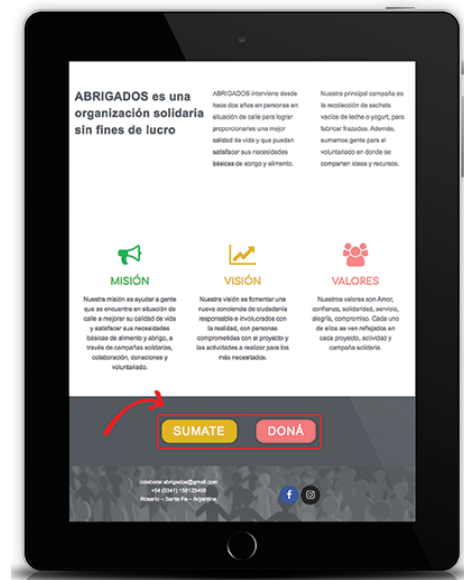 ABRIGADOS es una
organización solidaria
sin fines de lucro
ABRIGADOS interviene desde
hace dos años en personas en
situación de calle para lograr
proporcionarles una mejor
calidad de vida y que puedan
satisfacer sus necesidades
básicas de abrigo y alimento.
Nuestra principal campaña es
la recolección de sachets
vacíos de leche o yogurt, para
fabricar frazadas. Además,
sumamos gente para el
voluntariado en donde se
comparten ideas y recursos.
MISIÓN
Nuestra misión es ayudar a gente
que se encuentra en situación de
calle a mejorar su calidad de vida
y satisfacer sus necesidades
básicas de alimento y abrigo, a
través de campañas solidarias,
colaboración, donaciones y
voluntariado.
VISIÓN
Nuestra visión es fomentar una
nueva conciencia de ciudadanía
responsable e involucrados con
la realidad, con personas
comprometidas con el proyecto y
las actividades a realizar para los
más necesitados.
VALORES
Nuestros valores son Amor,
confianza, solidaridad, servicio,
alegría, compromiso. Cada uno
de ellos se ven reflejados en
cada proyecto, actividad y
campaña solidaria.
SUMATE
DONÁ
colaborar.abrigados@gmail.com
+54 (0341) 156123456
Rosario – Santa Fe – Argentina